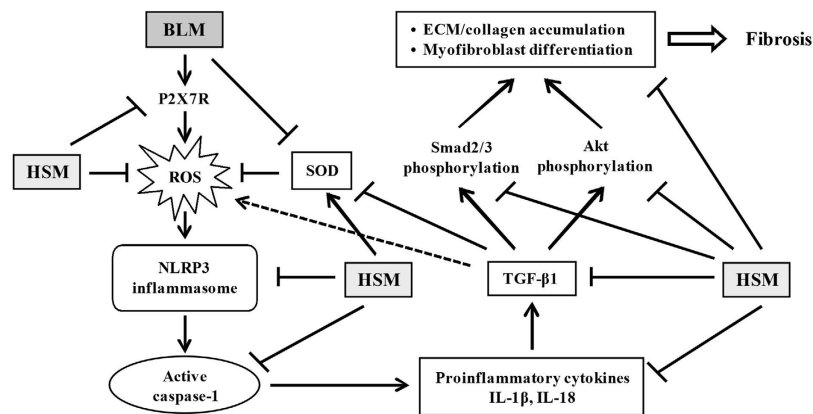 BLM
• ECM/collagen accumulation
• Myofibroblast differentiation
Fibrosis
P2X7R
HSM
ROS
SOD
Smad2/3
phosphorylation
Akt
phosphorylation
NLRP3
inflammasome
HSM
TGF-β1
HSM
Active
caspase-1
Proinflammatory cytokines
IL-1β, IL-18